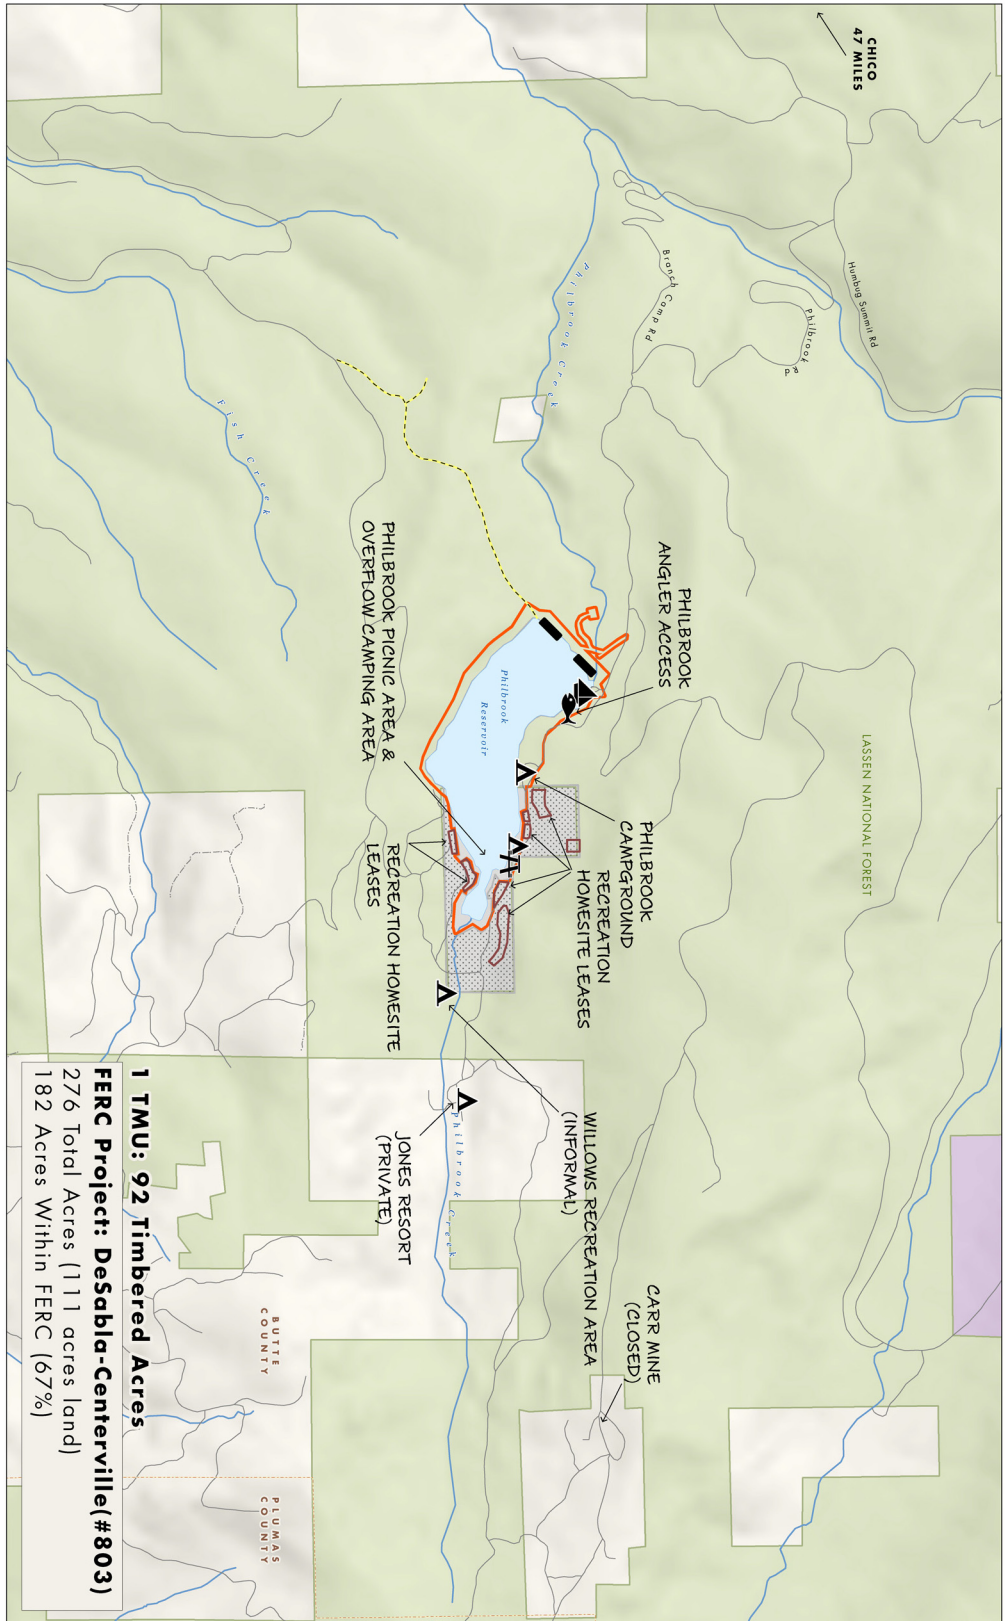 CHICO
47 MILES
Humbug Summit Rd
Philbrook
Rd
Branch Camp Rd
Philbrook Creek
Fish Creek
LASSEN NATIONAL FOREST
PHILBROOK
ANGLER ACCESS
PHILBROOK PICNIC AREA &
OVERFLOW CAMPING AREA
Philbrook
Reservoir
PHILBROOK
CAMPGROUND
RECREATION
HOMESITE LEASES
RECREATION HOMESITE
LEASES
WILLOWS RECREATION AREA
(INFORMAL)
JONES RESORT
(PRIVATE)
Philbrook Creek
CARR MINE
(CLOSED)
BUTTE
COUNTY
PLUMAS
COUNTY
1 TMU: 92 Timbered Acres
FERC Project: DeSabla-Centerville(#803)
276 Total Acres (111 acres land)
182 Acres Within FERC (67%)